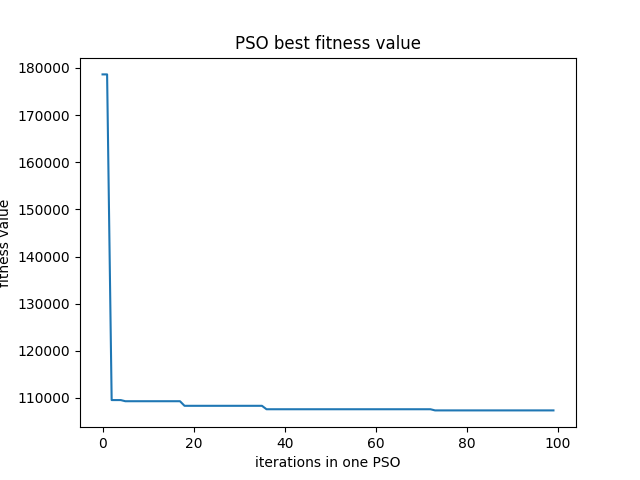 PSO best fitness value
180000
170000
160000
150000
140000
130000
120000
110000
fitness value
0 20 40 60 80 100
iterations in one PSO